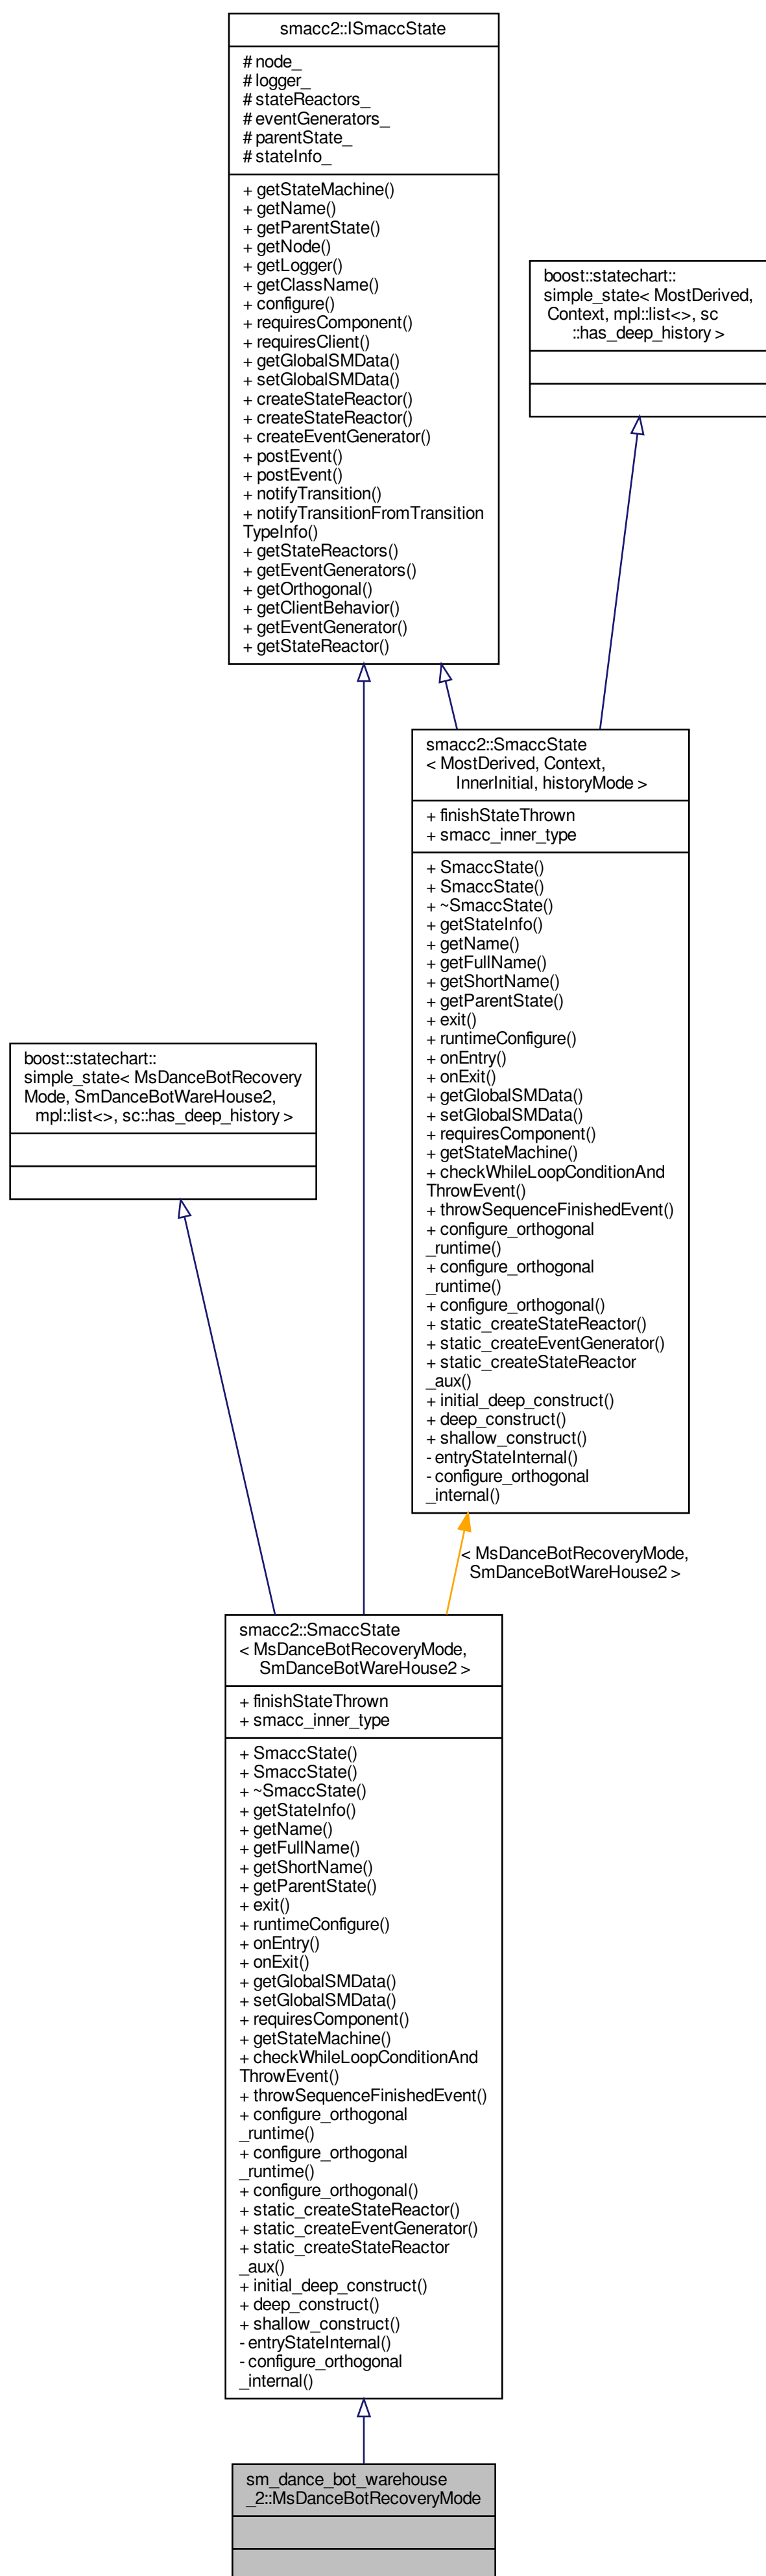 smacc2::ISmaccState
# node_
# logger_
# stateReactors_
# eventGenerators_
# parentState_
# stateInfo_
+ getStateMachine()
+ getName()
+ getParentState()
+ getNode()
+ getLogger()
+ getClassName()
+ configure()
+ requiresComponent()
+ requiresClient()
+ getGlobalSMData()
+ setGlobalSMData()
+ createStateReactor()
+ createStateReactor()
+ createEventGenerator()
+ postEvent()
+ postEvent()
+ notifyTransition()
+ notifyTransitionFromTransition
TypeInfo()
+ getStateReactors()
+ getEventGenerators()
+ getOrthogonal()
+ getClientBehavior()
+ getEventGenerator()
+ getStateReactor()
boost::statechart::
simple_state< MostDerived,
Context, mpl::list<>, sc
::has_deep_history >
smacc2::SmaccState
< MostDerived, Context,
InnerInitial, historyMode >
+ finishStateThrown
+ smacc_inner_type
+ SmaccState()
+ SmaccState()
+ ~SmaccState()
+ getStateInfo()
+ getName()
+ getFullName()
+ getShortName()
+ getParentState()
+ exit()
+ runtimeConfigure()
+ onEntry()
+ onExit()
+ getGlobalSMData()
+ setGlobalSMData()
+ requiresComponent()
+ getStateMachine()
+ checkWhileLoopConditionAnd
ThrowEvent()
+ throwSequenceFinishedEvent()
+ configure_orthogonal
_runtime()
+ configure_orthogonal
_runtime()
+ configure_orthogonal()
+ static_createStateReactor()
+ static_createEventGenerator()
+ static_createStateReactor
_aux()
+ initial_deep_construct()
+ deep_construct()
+ shallow_construct()
- entryStateInternal()
- configure_orthogonal
_internal()
boost::statechart::
simple_state< MsDanceBotRecovery
Mode, SmDanceBotWareHouse2,
mpl::list<>, sc::has_deep_history >
< MsDanceBotRecoveryMode,
SmDanceBotWareHouse2 >
smacc2::SmaccState
< MsDanceBotRecoveryMode,
SmDanceBotWareHouse2 >
+ finishStateThrown
+ smacc_inner_type
+ SmaccState()
+ SmaccState()
+ ~SmaccState()
+ getStateInfo()
+ getName()
+ getFullName()
+ getShortName()
+ getParentState()
+ exit()
+ runtimeConfigure()
+ onEntry()
+ onExit()
+ getGlobalSMData()
+ setGlobalSMData()
+ requiresComponent()
+ getStateMachine()
+ checkWhileLoopConditionAnd
ThrowEvent()
+ throwSequenceFinishedEvent()
+ configure_orthogonal
_runtime()
+ configure_orthogonal
_runtime()
+ configure_orthogonal()
+ static_createStateReactor()
+ static_createEventGenerator()
+ static_createStateReactor
_aux()
+ initial_deep_construct()
+ deep_construct()
+ shallow_construct()
- entryStateInternal()
- configure_orthogonal
_internal()
sm_dance_bot_warehouse
_2::MsDanceBotRecoveryMode